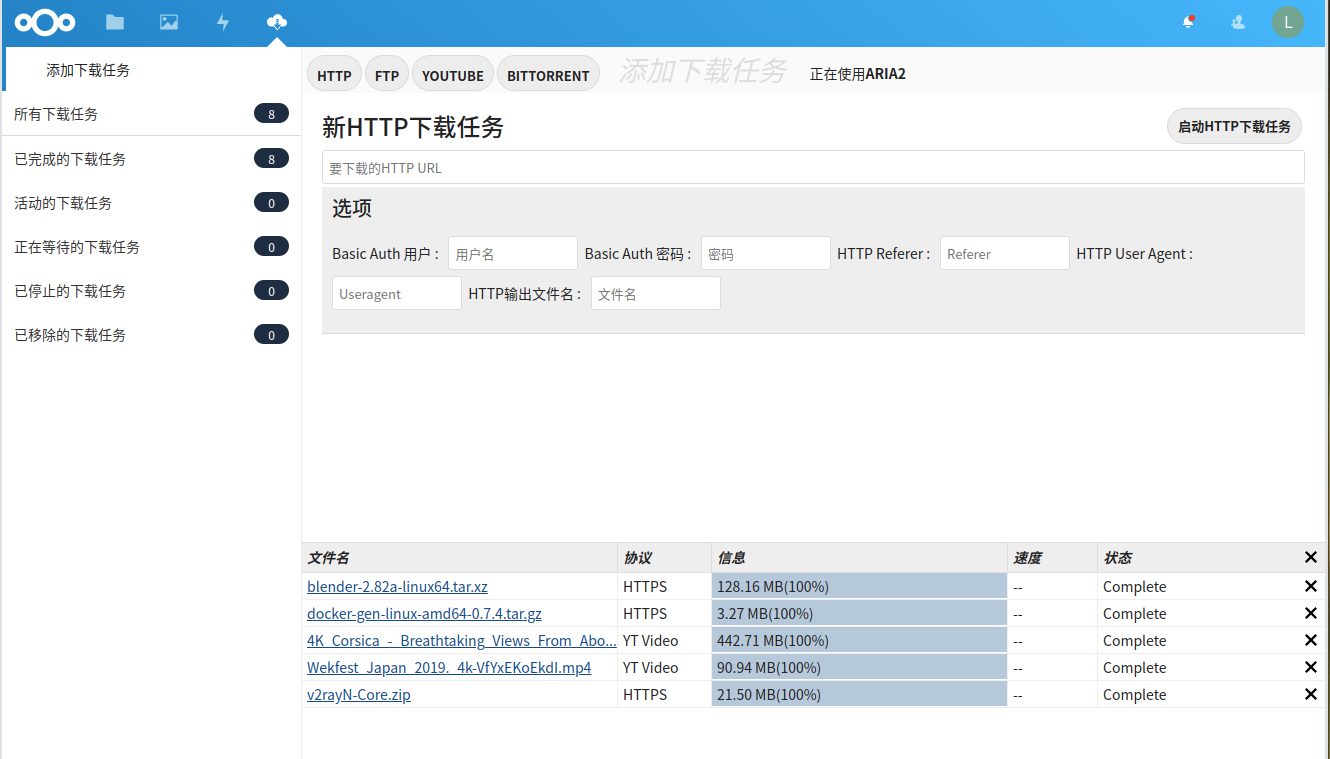 L
添加下载任务
所有下载任务 8
已完成的下载任务 8
活动的下载任务 0
正在等待的下载任务 0
已停止的下载任务 0
已移除的下载任务 0
HTTP FTP YOUTUBE BITTORRENT 添加下载任务 正在使用ARIA2
新HTTP下载任务 启动HTTP下载任务
要下载的HTTP URL
选项
Basic Auth 用户 : 用户名 Basic Auth 密码 : 密码 HTTP Referer : Referer HTTP User Agent :
Useragent HTTP输出文件名 : 文件名
文件名 协议 信息 速度 状态
blender-2.82a-linux64.tar.xz HTTPS 128.16 MB(100%) -- Complete
docker-gen-linux-amd64-0.7.4.tar.gz HTTPS 3.27 MB(100%) -- Complete
4K_Corsica_-_Breathtaking_Views_From_Abo... YT Video 442.71 MB(100%) -- Complete
Wekfest_Japan_2019._4k-VfYxEKoEkdI.mp4 YT Video 90.94 MB(100%) -- Complete
v2rayN-Core.zip HTTPS 21.50 MB(100%) -- Complete